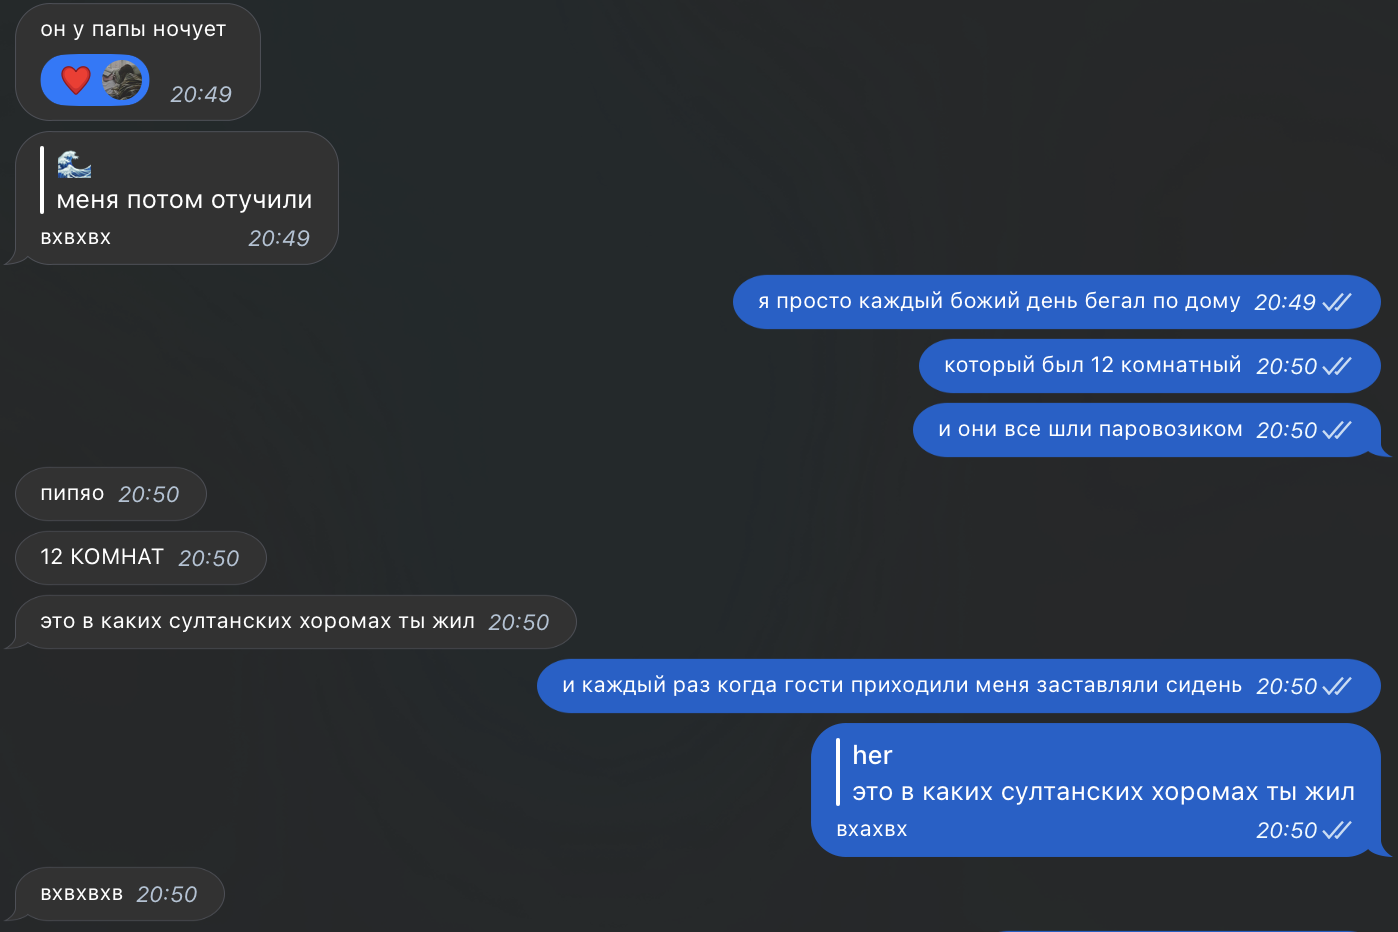 он у папы ночует
❤️ 20:49
🌊
меня потом отучили
вхвхвх 20:49
я просто каждый божий день бегал по дому 20:49
который был 12 комнатный 20:50
и они все шли паровозиком 20:50
пипяо 20:50
12 КОМНАТ 20:50
это в каких султанских хоромах ты жил 20:50
и каждый раз когда гости приходили меня заставляли сидень 20:50
her
это в каких султанских хоромах ты жил
вхахвх 20:50
вхвхвхв 20:50